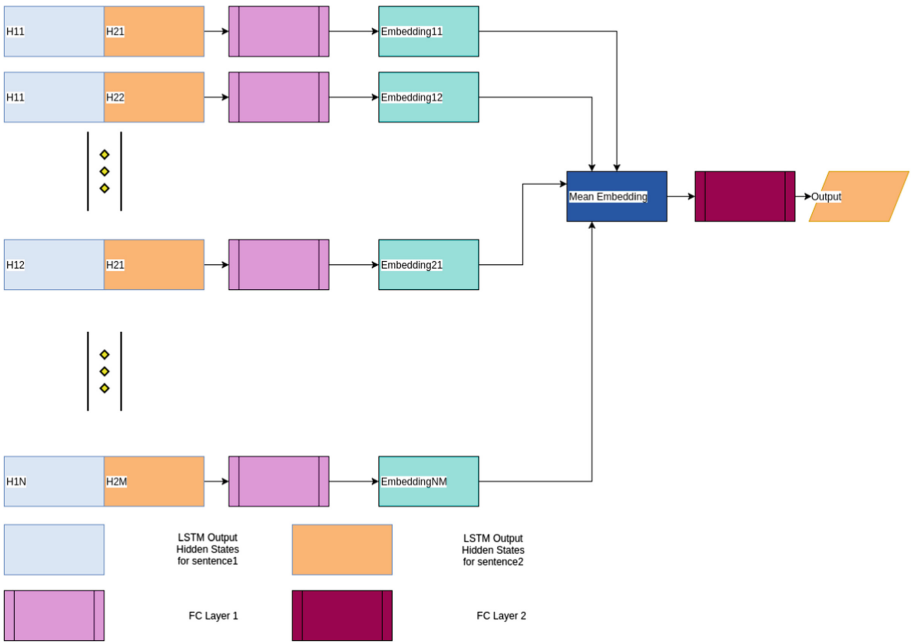 H11 H21 Embedding11
H11 H22 Embedding12
Mean Embedding Output
H12 H21 Embedding21
H1N H2M EmbeddingNM
LSTM Output
Hidden States
for sentence1
LSTM Output
Hidden States
for sentence2
FC Layer 1
FC Layer 2